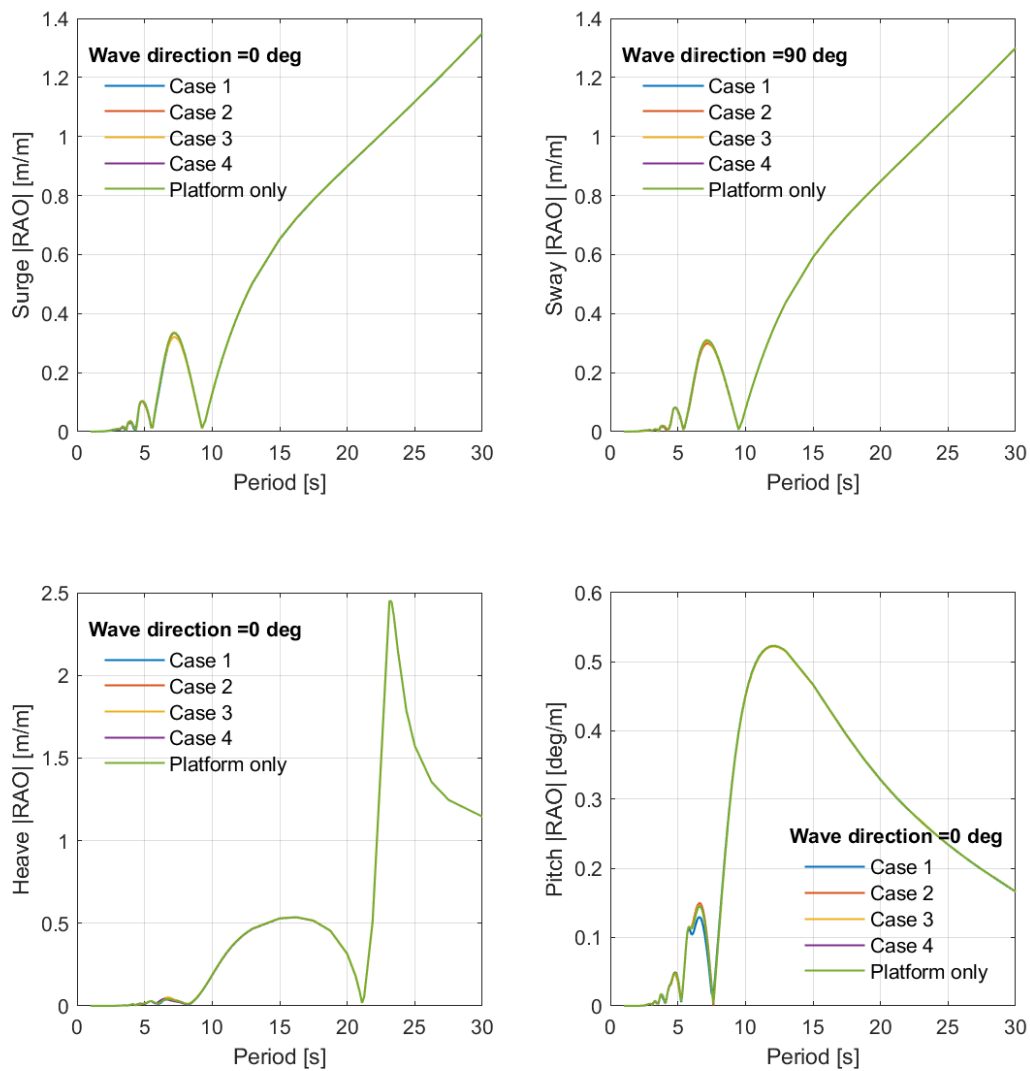 Surge |RAO| [m/m]
1.4
1.2
1
0.8
0.6
0.4
0.2
0
Wave direction =0 deg
Case 1
Case 2
Case 3
Case 4
Platform only
0 5 10 15 20 25 30
Period [s]
Sway |RAO| [m/m]
1.4
1.2
1
0.8
0.6
0.4
0.2
0
Wave direction =90 deg
Case 1
Case 2
Case 3
Case 4
Platform only
0 5 10 15 20 25 30
Period [s]
Heave |RAO| [m/m]
2.5
2
1.5
1
0.5
0
Wave direction =0 deg
Case 1
Case 2
Case 3
Case 4
Platform only
0 5 10 15 20 25 30
Period [s]
Pitch |RAO| [deg/m]
0.6
0.5
0.4
0.3
0.2
0.1
0
Wave direction =0 deg
Case 1
Case 2
Case 3
Case 4
Platform only
0 5 10 15 20 25 30
Period [s]